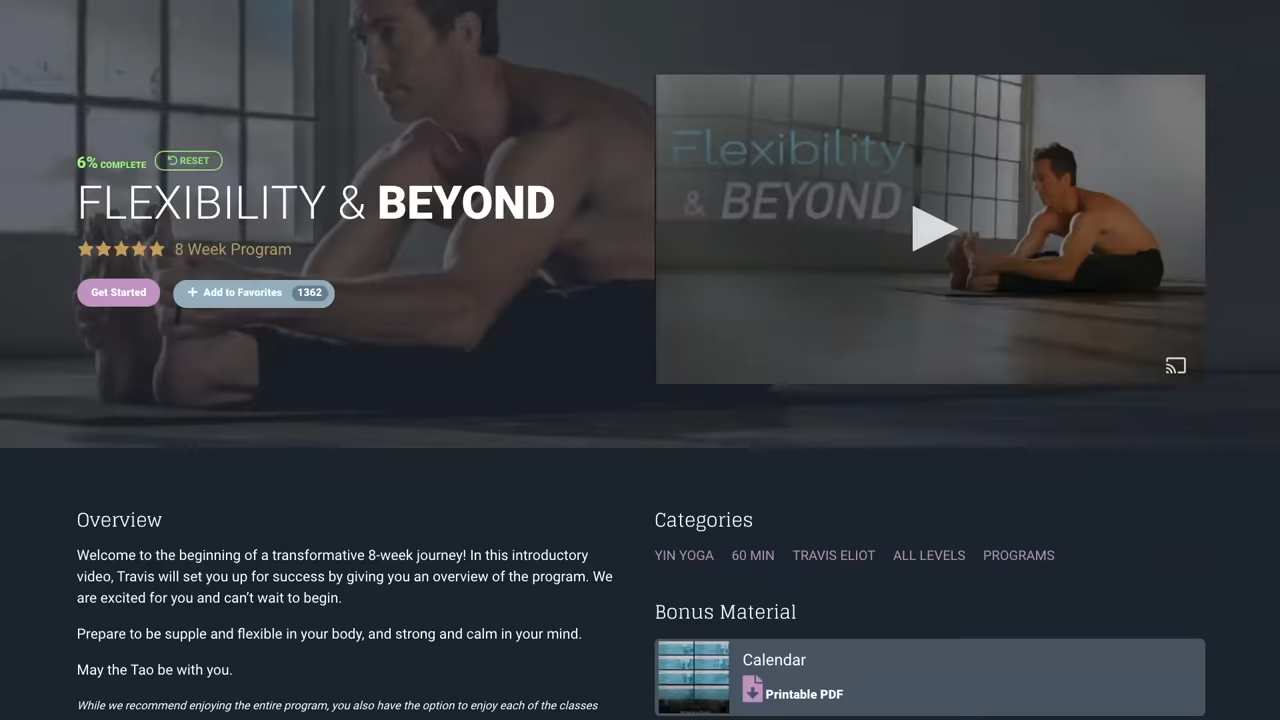 6% COMPLETE RESET
FLEXIBILITY & BEYOND
8 Week Program
Get Started
Add to Favorites 1362
Flexibility
& BEYOND
Overview
Welcome to the beginning of a transformative 8-week journey! In this introductory
video, Travis will set you up for success by giving you an overview of the program. We
are excited for you and can’t wait to begin.
Prepare to be supple and flexible in your body, and strong and calm in your mind.
May the Tao be with you.
While we recommend enjoying the entire program, you also have the option to enjoy each of the classes
Categories
YIN YOGA 60 MIN TRAVIS ELIOT ALL LEVELS PROGRAMS
Bonus Material
Calendar
Printable PDF